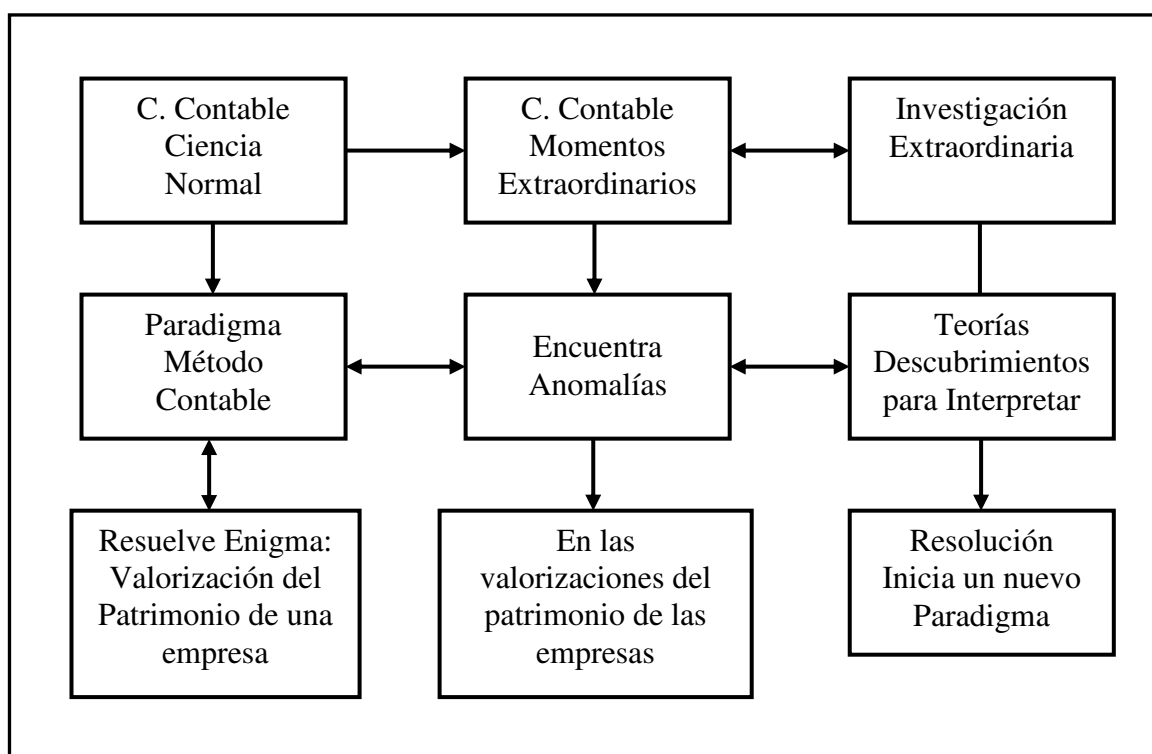 C. Contable
Ciencia
Normal
C. Contable
Momentos
Extraordinarios
Investigación
Extraordinaria
Paradigma
Método
Contable
Encuentra
Anomalías
Teorías
Descubrimientos
para Interpretar
Resuelve Enigma:
Valorización del
Patrimonio de una
empresa
En las
valorizaciones del
patrimonio de las
empresas
Resolución
Inicia un nuevo
Paradigma